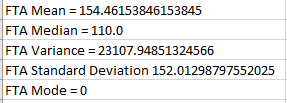 FTA Mean = 154.46153846153845
FTA Median = 110.0
FTA Variance = 23107.94851324566
FTA Standard Deviation 152.01298797552025
FTA Mode = 0